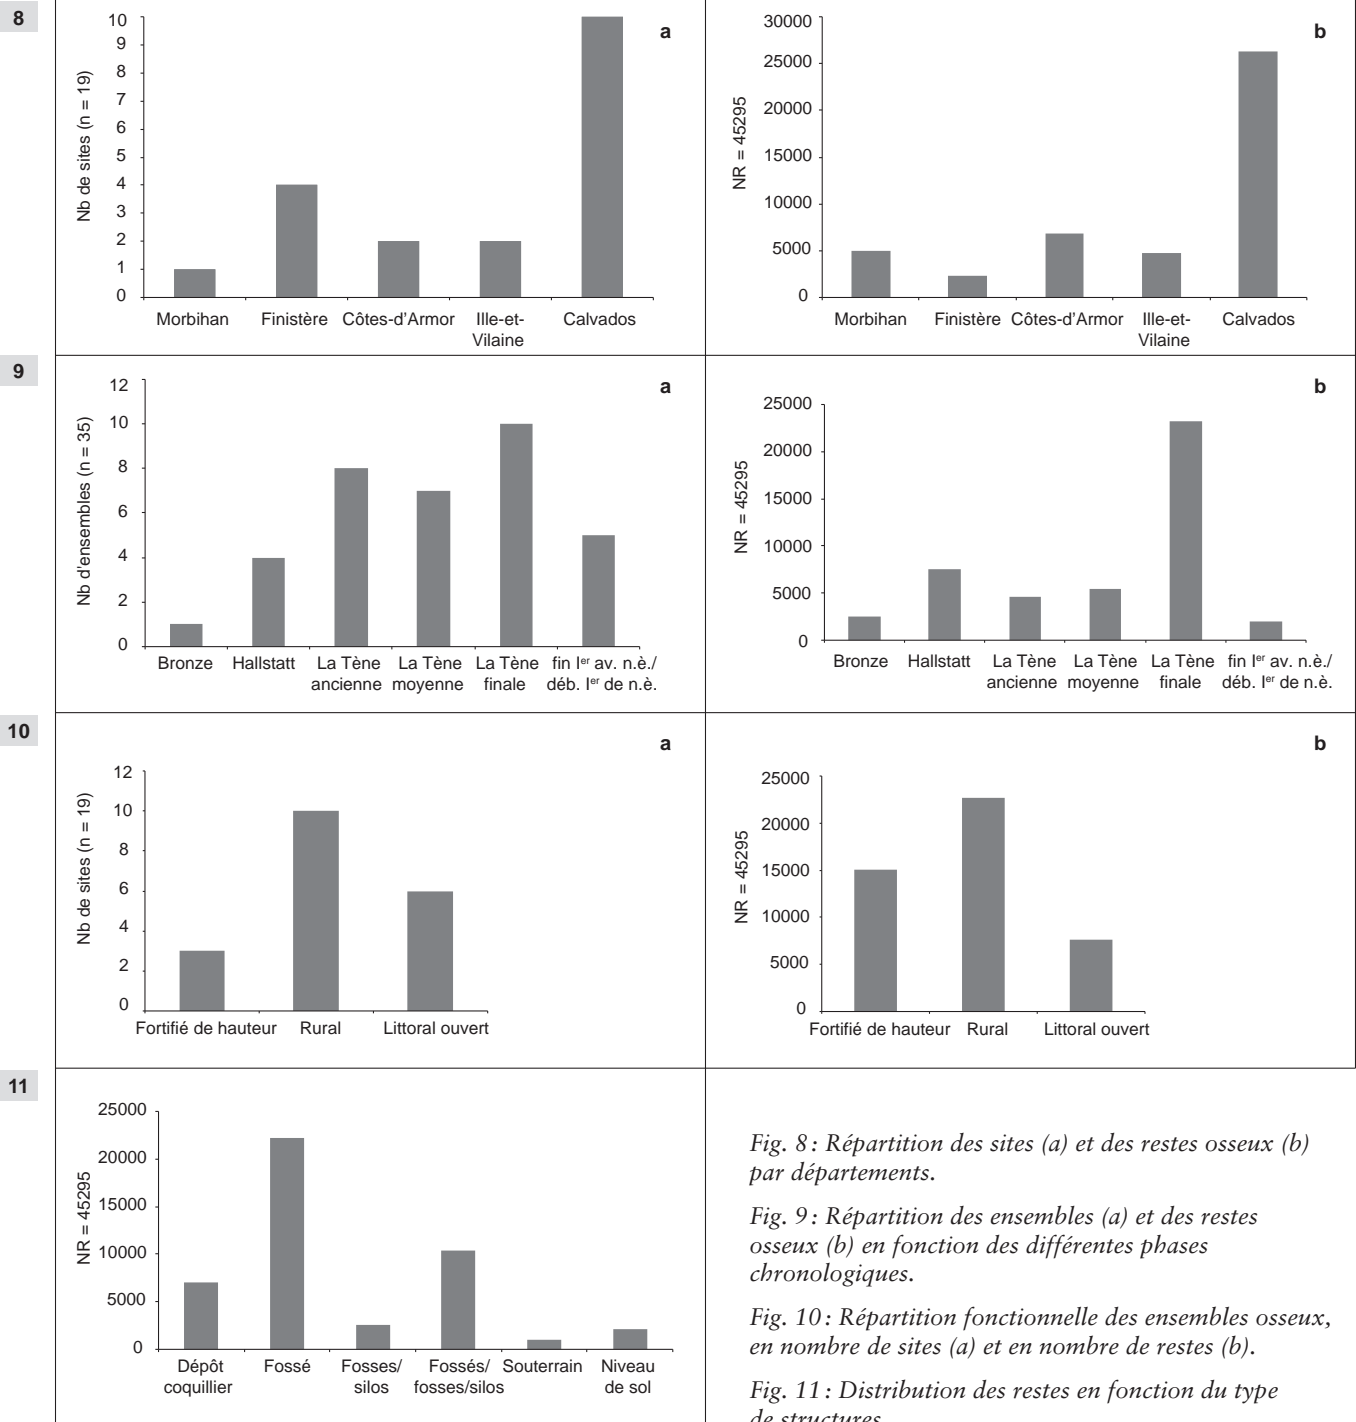 8
a
Nb de sites (n = 19)
10
9
8
7
6
5
4
3
2
1
0
Morbihan Finistère Côtes-d'Armor Ille-et- Calvados
Vilaine
b
NR = 45295
30000
25000
20000
15000
10000
5000
0
Morbihan Finistère Côtes-d'Armor Ille-et- Calvados
Vilaine
9
a
Nb d'ensembles (n = 35)
12
10
8
6
4
2
0
Bronze Hallstatt La Tène La Tène La Tène fin Ier av. n.è./
ancienne moyenne finale déb. Ier de n.è.
b
NR = 45295
25000
20000
15000
10000
5000
0
Bronze Hallstatt La Tène La Tène La Tène fin Ier av. n.è./
ancienne moyenne finale déb. Ier de n.è.
10
a
Nb de sites (n = 19)
12
10
8
6
4
2
0
Fortifié de hauteur Rural Littoral ouvert
b
NR = 45295
25000
20000
15000
10000
5000
0
Fortifié de hauteur Rural Littoral ouvert
11
NR = 45295
25000
20000
15000
10000
5000
0
Dépôt Fossé Fosses/ Fossés/ Souterrain Niveau
coquillier silos fosses/silos de sol
Fig. 8 : Répartition des sites (a) et des restes osseux (b)
par départements.
Fig. 9 : Répartition des ensembles (a) et des restes
osseux (b) en fonction des différentes phases
chronologiques.
Fig. 10 : Répartition fonctionnelle des ensembles osseux,
en nombre de sites (a) et en nombre de restes (b).
Fig. 11 : Distribution des restes en fonction du type
de structures.